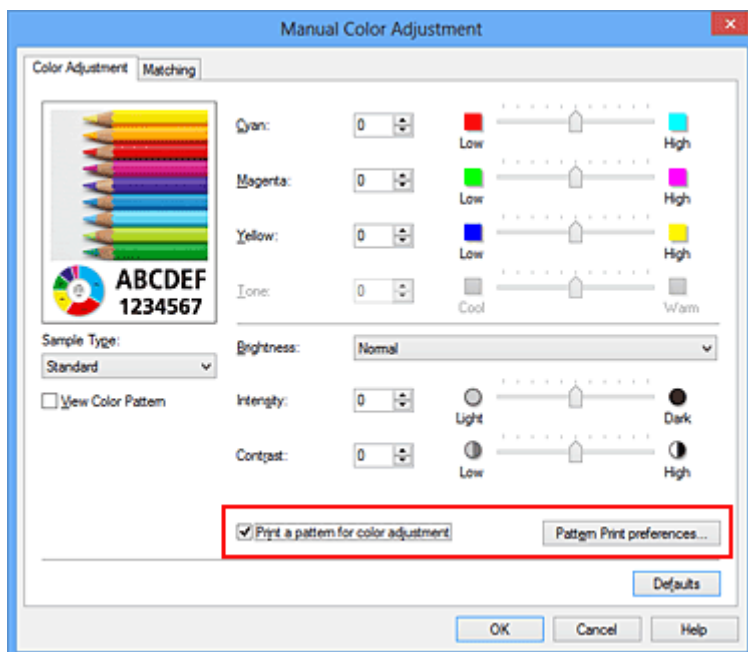 Manual Color Adjustment
Color Adjustment Matching
Cyan: 0 Low High
Magenta: 0 Low High
Yellow: 0 Low High
Tone: 0 Cool Warm
ABCDEF
1234567
Sample Type:
Standard
View Color Pattern
Brightness: Normal
Intensity: 0 Light Dark
Contrast: 0 Low High
Print a pattern for color adjustment Pattern Print preferences...
Defaults
OK Cancel Help